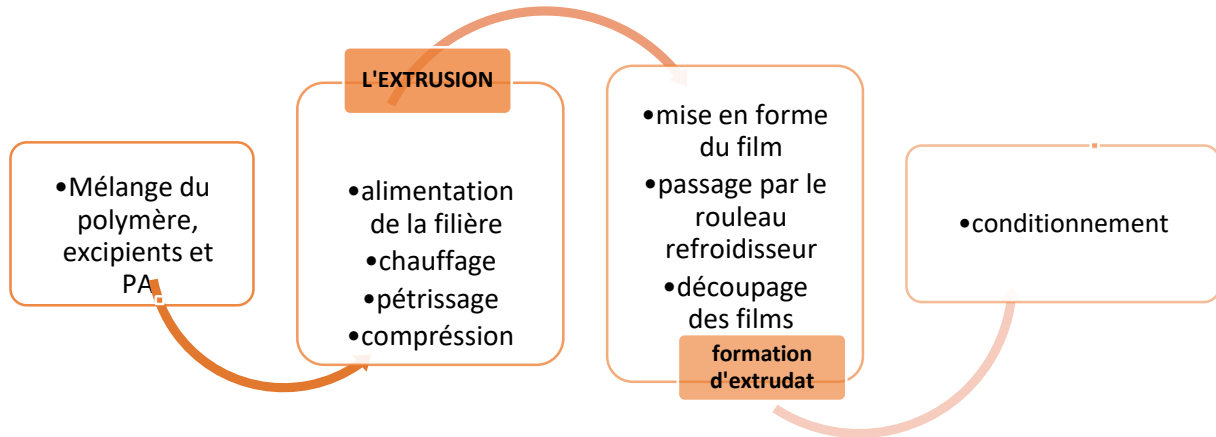 •Mélange du
polymère,
excipients et
PA
L'EXTRUSION
•alimentation
de la filière
•chauffage
•pétrissage
•compréssion
•mise en forme
du film
•passage par le
rouleau
refroidisseur
•découpage
des films
formation
d'extrudat
•conditionnement